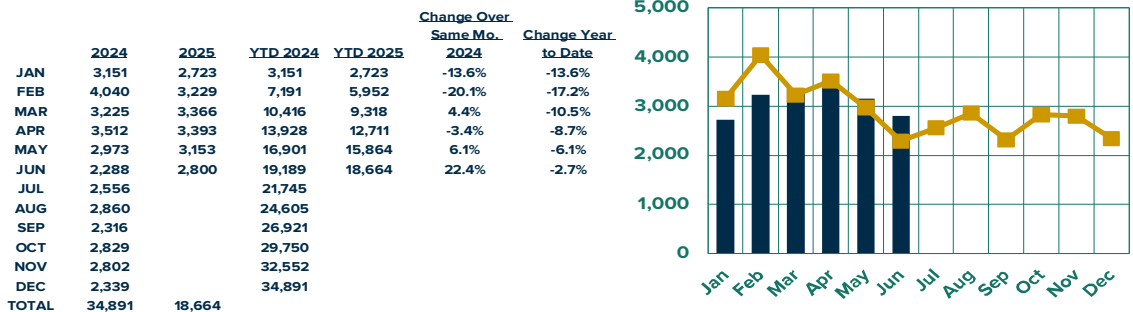 Change Over
Same Mo. Change Year
2024 2025 YTD 2024 YTD 2025 2024 to Date
JAN 3,151 2,723 3,151 2,723 -13.6% -13.6%
FEB 4,040 3,229 7,191 5,952 -20.1% -17.2%
MAR 3,225 3,366 10,416 9,318 4.4% -10.5%
APR 3,512 3,393 13,928 12,711 -3.4% -8.7%
MAY 2,973 3,153 16,901 15,864 6.1% -6.1%
JUN 2,288 2,800 19,189 18,664 22.4% -2.7%
JUL 2,556 21,745
AUG 2,860 24,605
SEP 2,316 26,921
OCT 2,829 29,750
NOV 2,802 32,552
DEC 2,339 34,891
TOTAL 34,891 18,664
5,000
4,000
3,000
2,000
1,000
0
Jan Feb Mar Apr May Jun Jul Aug Sep Oct Nov Dec